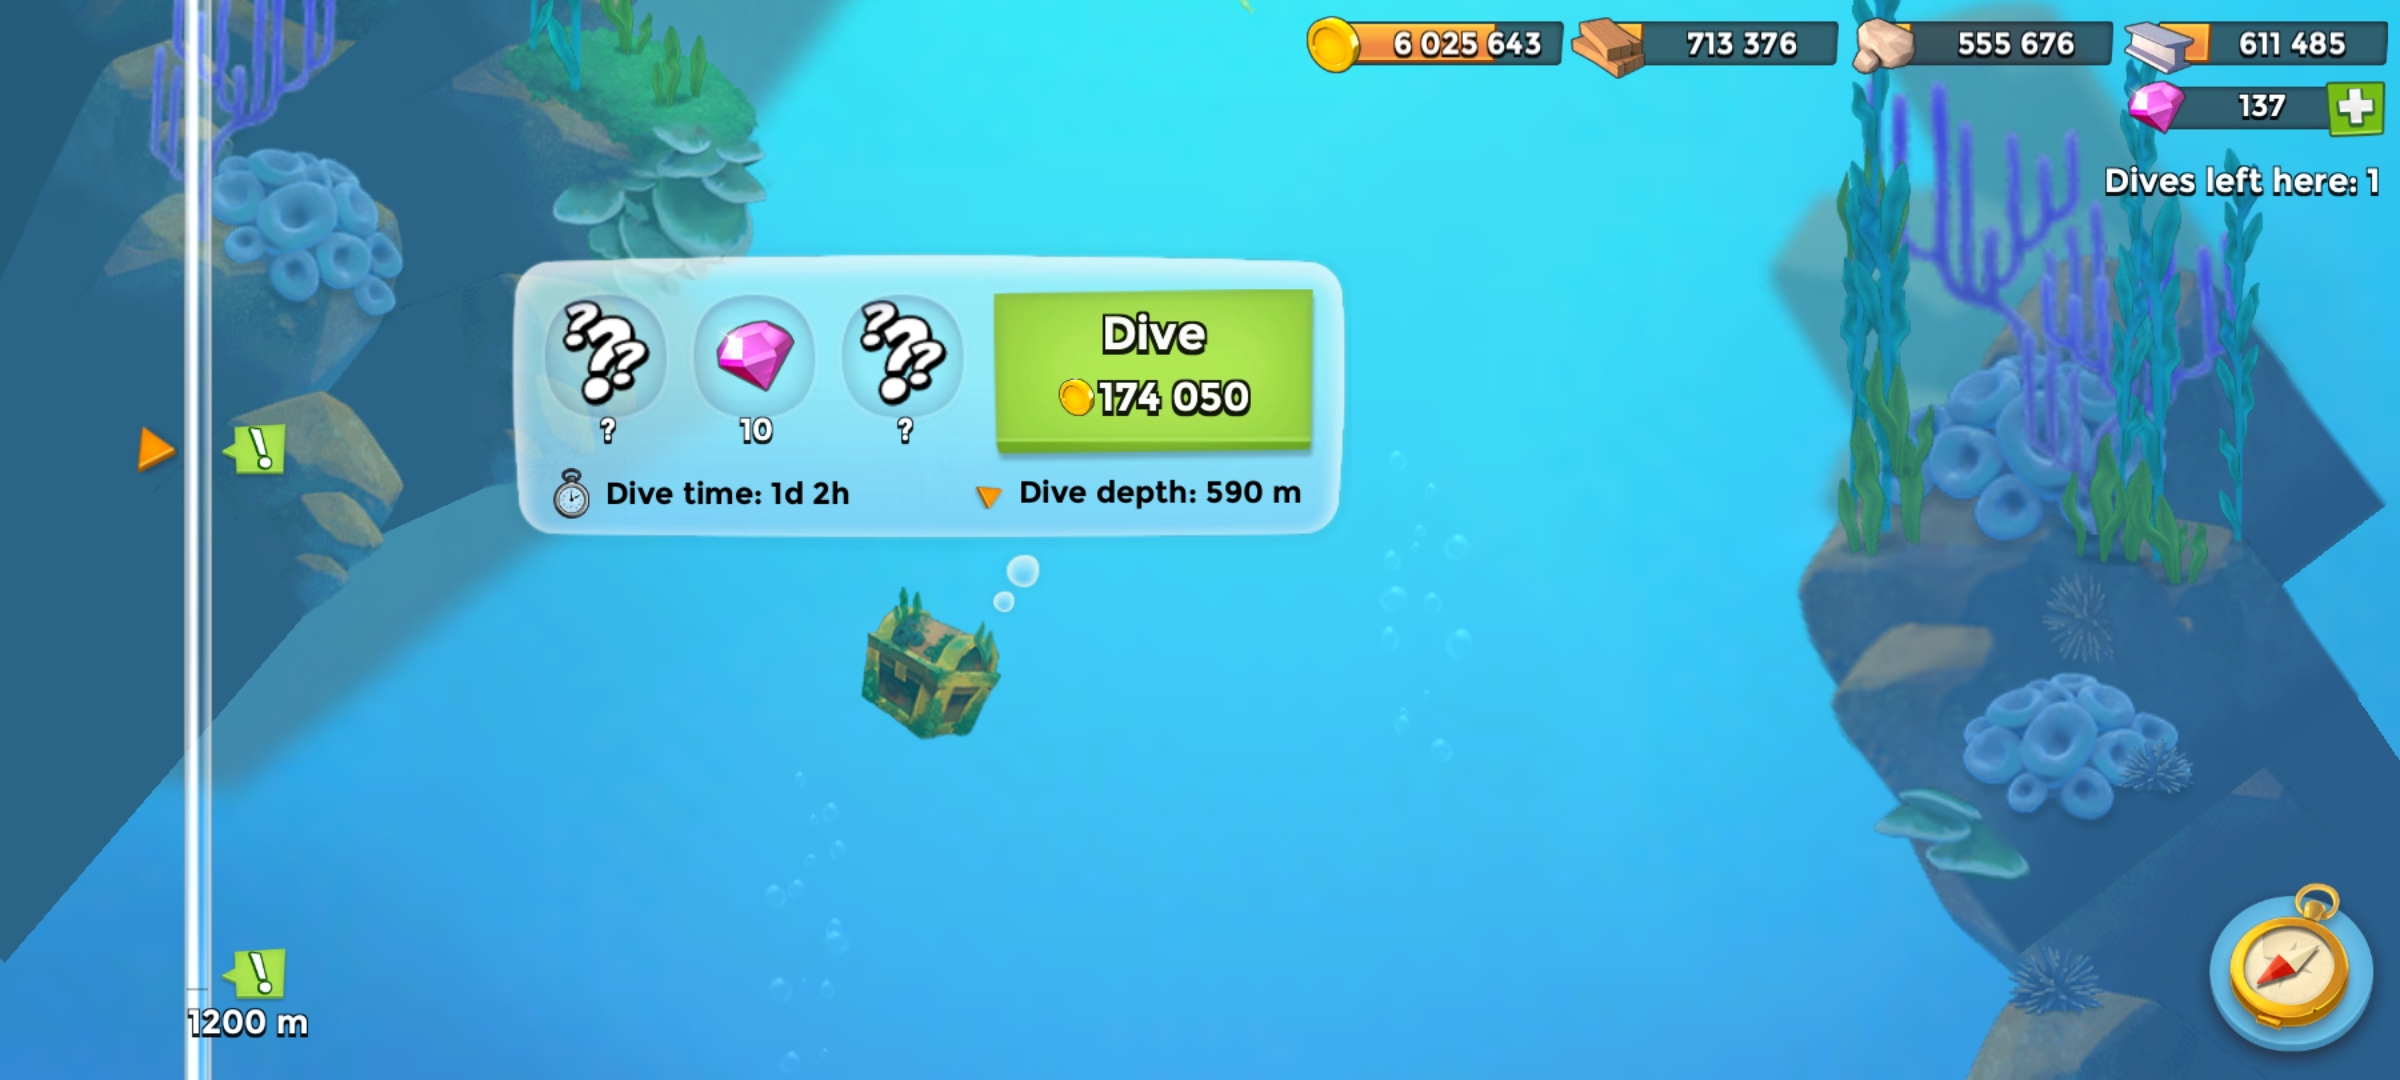 6 025 643
713 376
555 676
611 485
137
Dives left here: 1
???
???
Dive
174 050
?
10
?
Dive time: 1d 2h
Dive depth: 590 m
!
!
1200 m